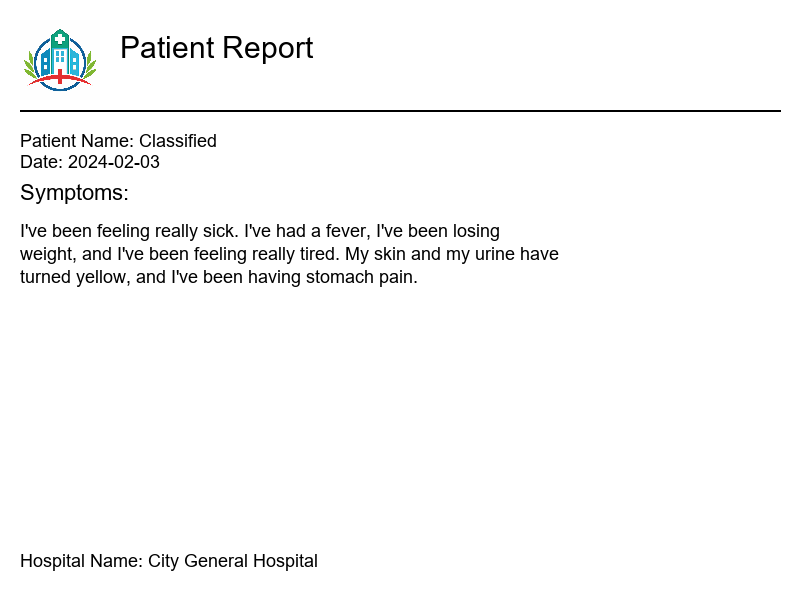 Patient Report
Patient Name: Classified
Date: 2024-02-03
Symptoms:
I've been feeling really sick. I've had a fever, I've been losing
weight, and I've been feeling really tired. My skin and my urine have
turned yellow, and I've been having stomach pain.
Hospital Name: City General Hospital